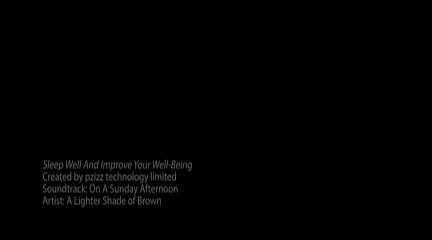 Sleep Well And Improve Your Well-Being
Created by pzizz technology limited
Soundtrack: On A Sunday Afternoon
Artist: A Lighter Shade of Brown